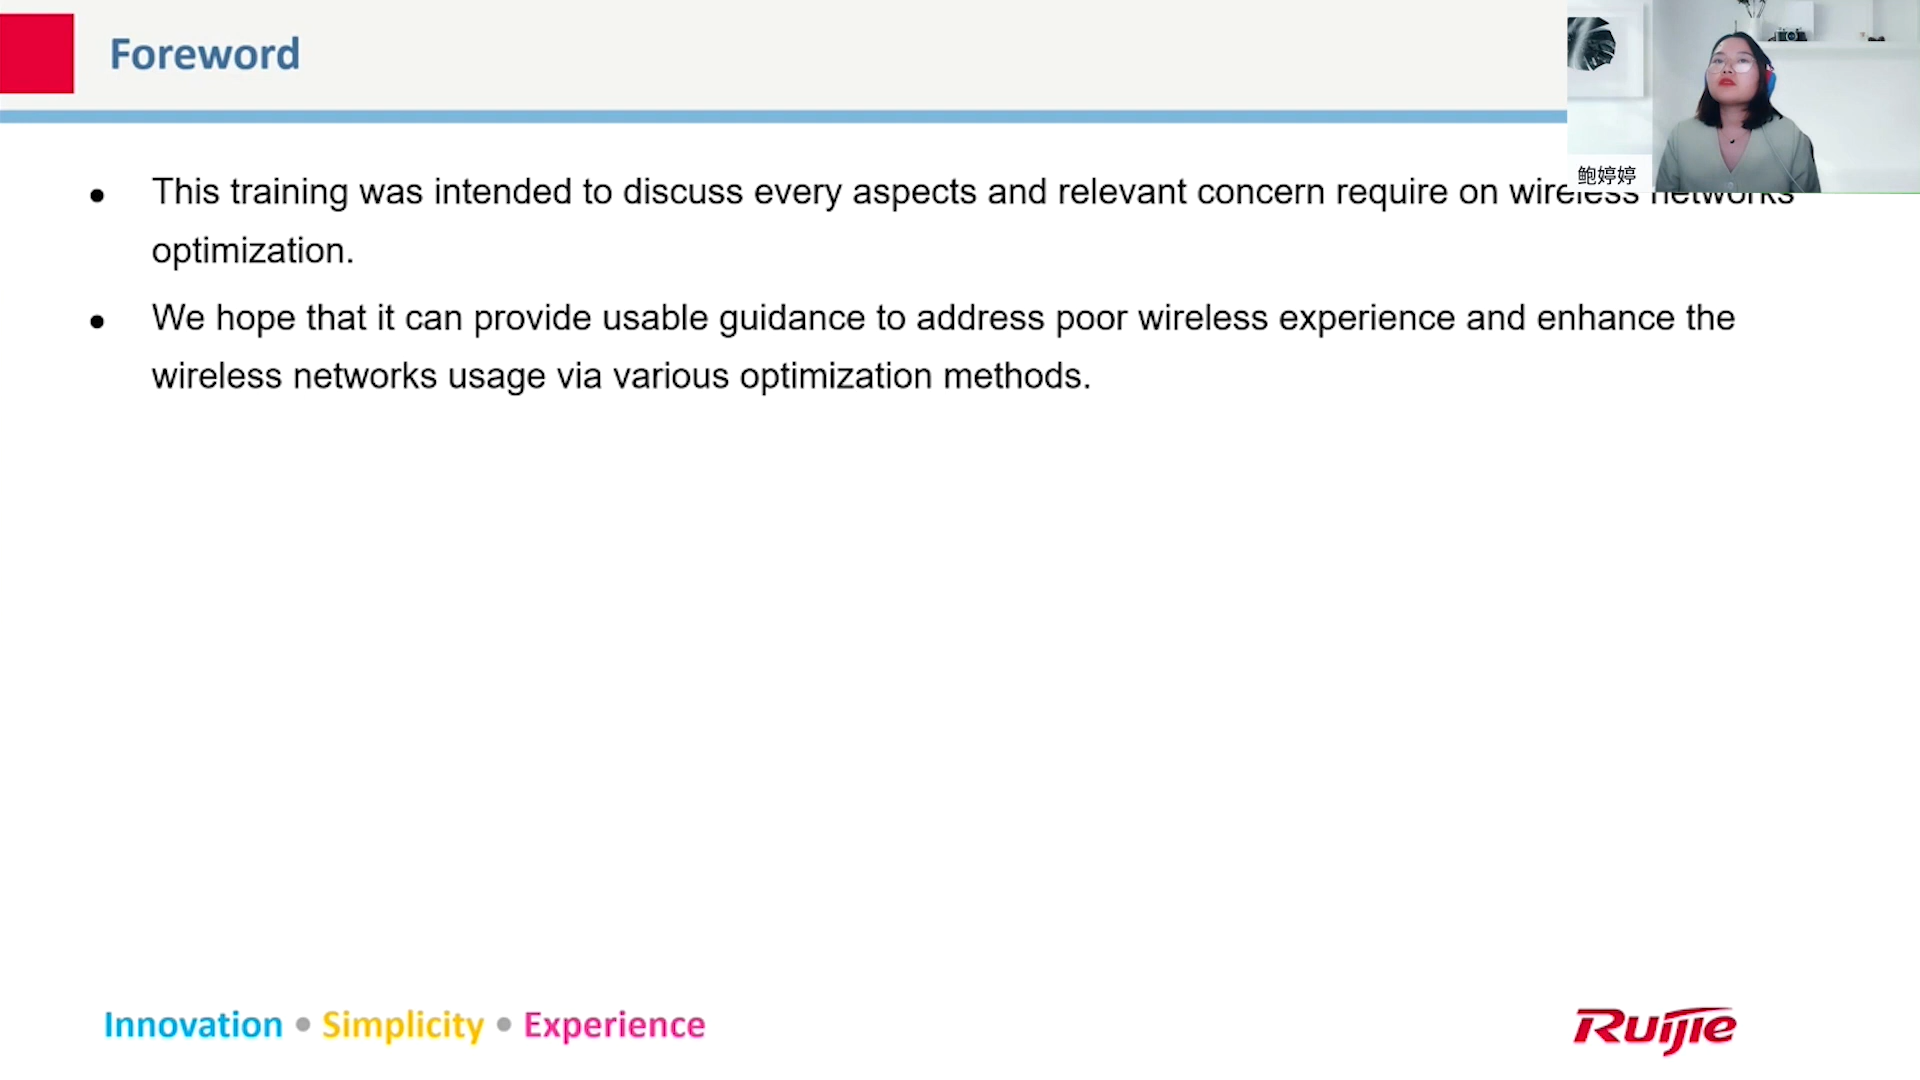 Foreword
鲍婷婷
This training was intended to discuss every aspects and relevant concern require on wireless networks
optimization.
We hope that it can provide usable guidance to address poor wireless experience and enhance the
wireless networks usage via various optimization methods.
Innovation • Simplicity • Experience
Ruijie